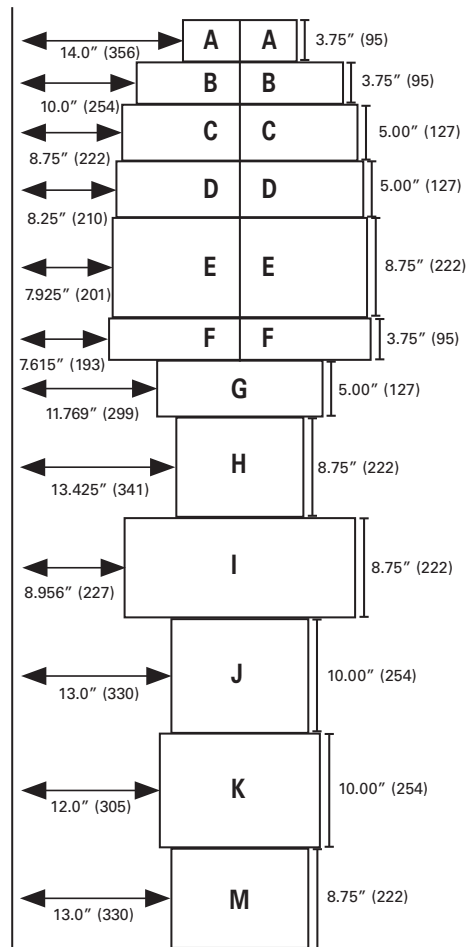 A A 3.75” (95)
14.0” (356)
B B 3.75” (95)
10.0” (254)
C C 5.00” (127)
8.75” (222)
D D 5.00” (127)
8.25” (210)
E E 8.75” (222)
7.925” (201)
F F 3.75” (95)
7.615” (193)
G 5.00” (127)
11.769” (299)
H 8.75” (222)
13.425” (341)
I 8.75” (222)
8.956” (227)
J 10.00” (254)
13.0” (330)
K 10.00” (254)
12.0” (305)
M 8.75” (222)
13.0” (330)